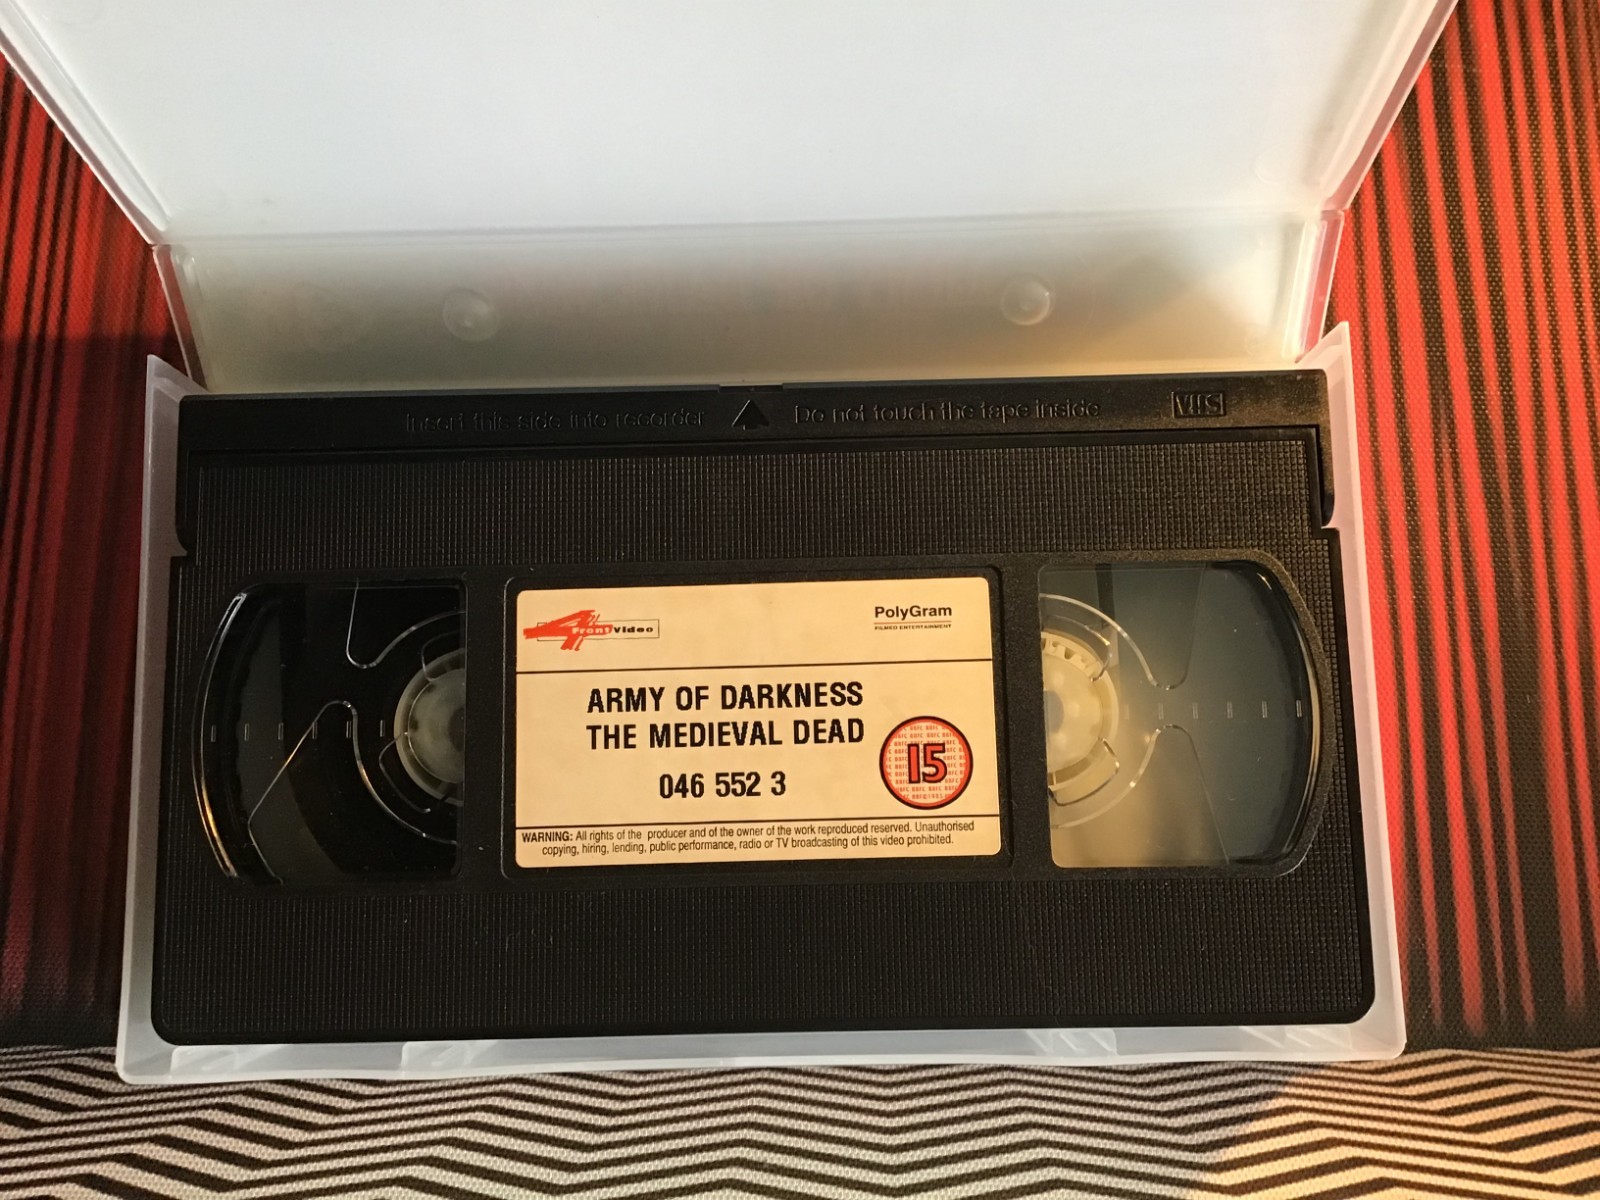 Insert this side into recorder Do not touch the tape inside VHS
4 Front Video
PolyGram
FILMED ENTERTAINMENT
ARMY OF DARKNESS
THE MEDIEVAL DEAD
046 552 3
15
WARNING: All rights of the producer and of the owner of the work reproduced reserved. Unauthorised
copying, hiring, lending, public performance, radio or TV broadcasting of this video prohibited.